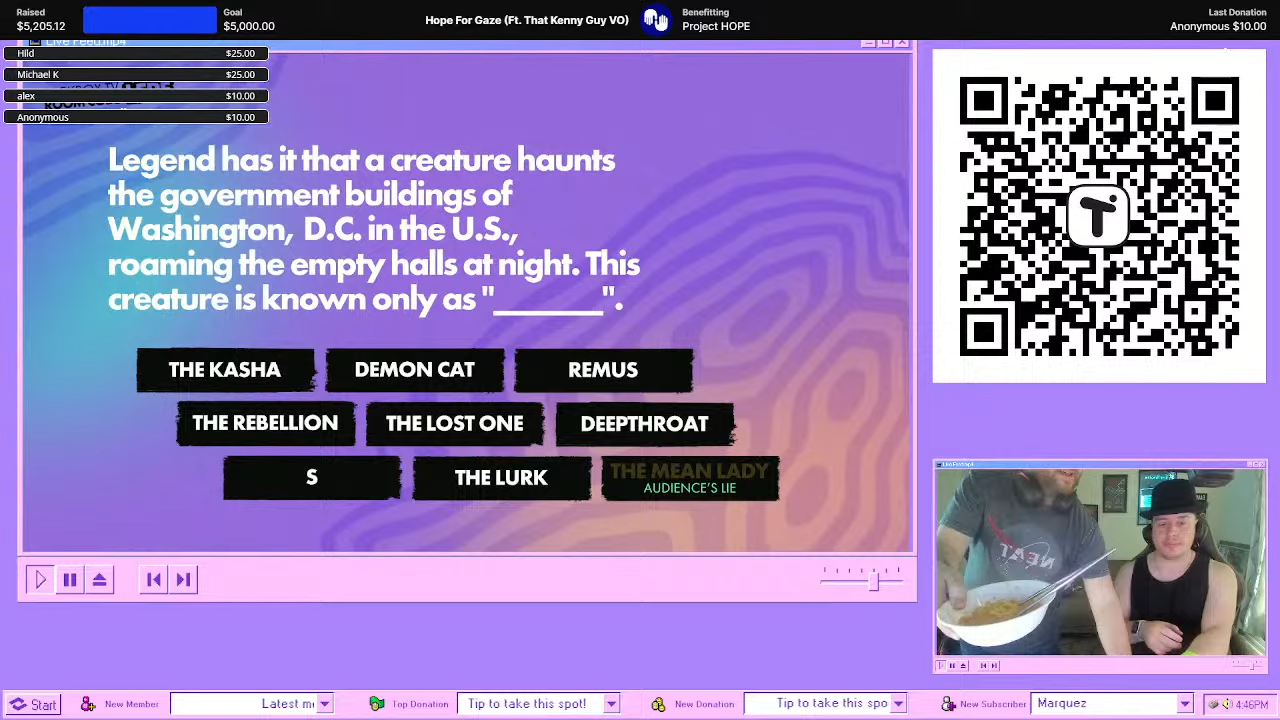 Raised
$5,205.12
Goal
$5,000.00
Hope For Gaze (Ft. That Kenny Guy VO)
Benefitting
Project HOPE
Last Donation
Anonymous $10.00
Hild $25.00
Michael K $25.00
alex $10.00
Anonymous $10.00
Legend has it that a creature haunts
the government buildings of
Washington, D.C. in the U.S.,
roaming the empty halls at night. This
creature is known only as "______".
THE KASHA
DEMON CAT
REMUS
THE REBELLION
THE LOST ONE
DEEPTHROAT
S
THE LURK
THE MEAN LADY
AUDIENCE'S LIE
NEAT
Start
New Member
Latest m
Top Donation
Tip to take this spot!
New Donation
Tip to take this spo
New Subscriber
Marquez
4:46PM